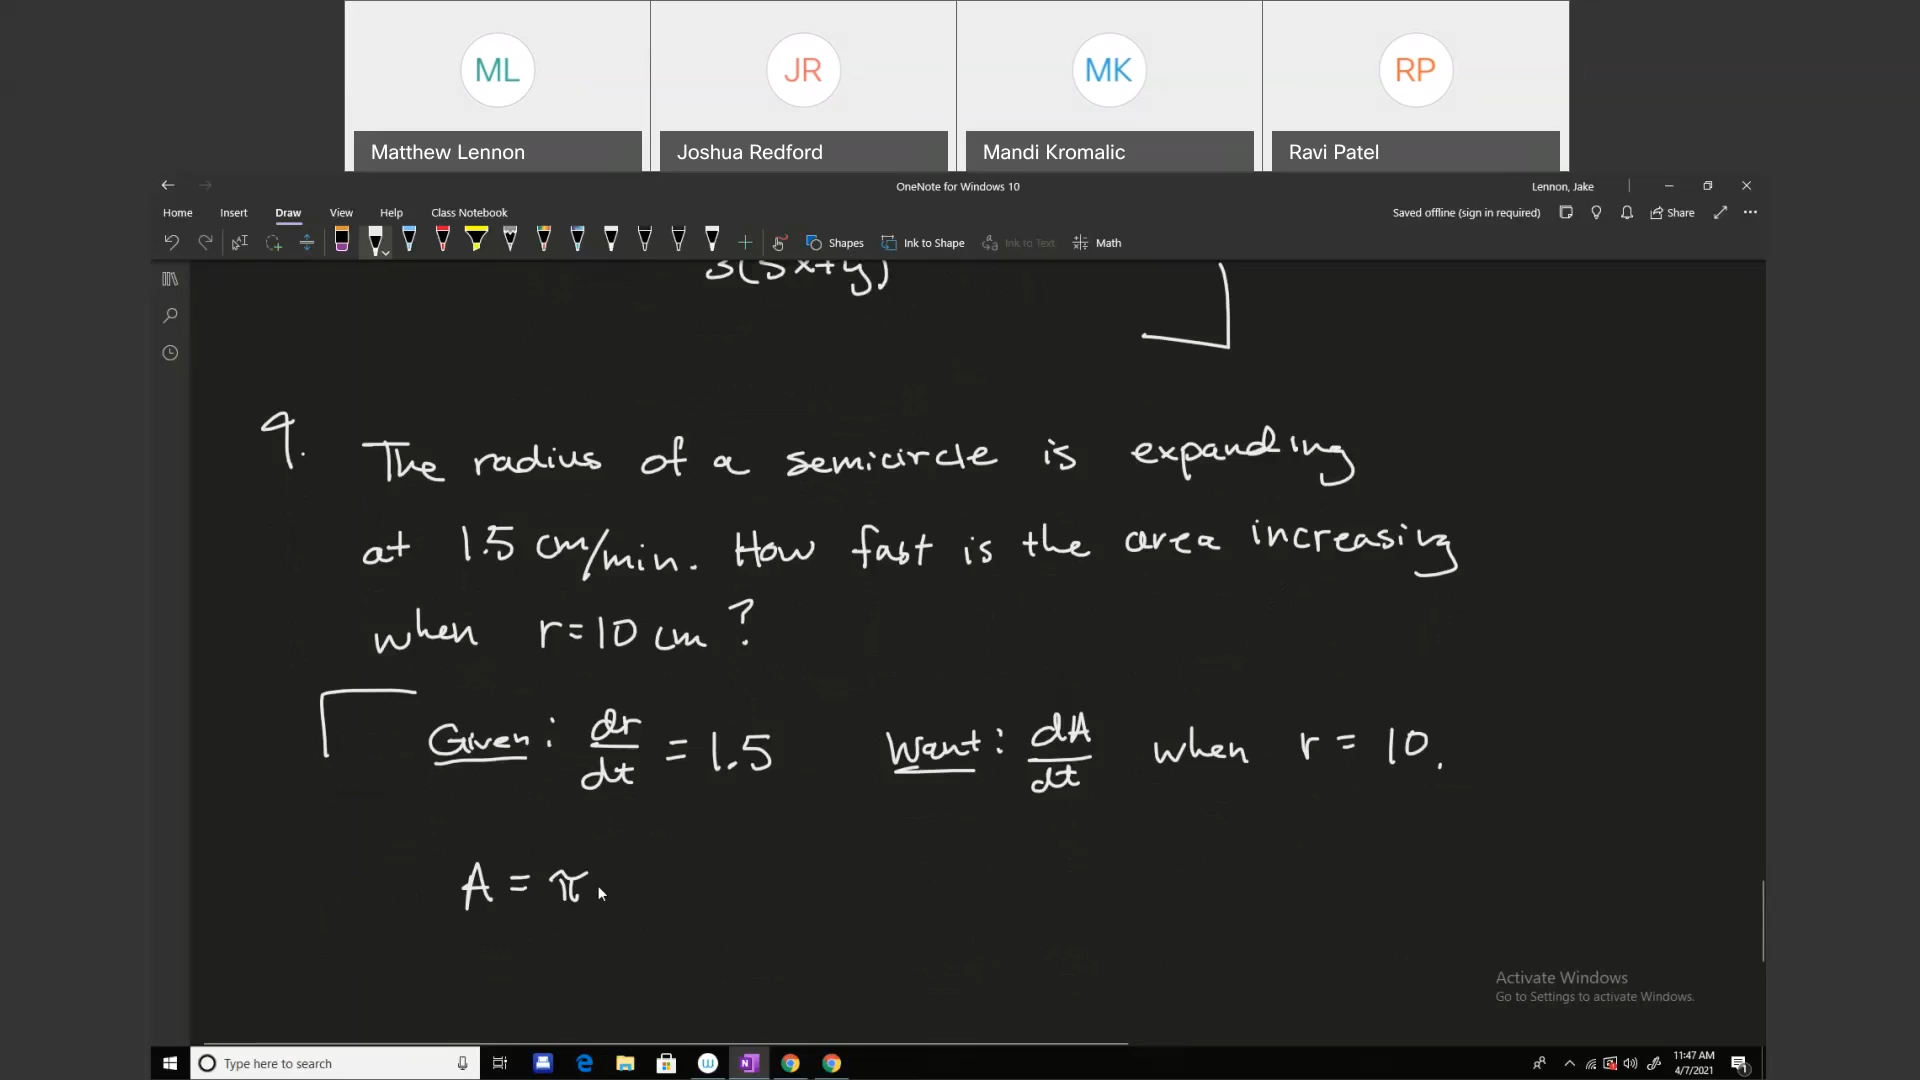 ML
JR
MK
RP
Matthew Lennon
Joshua Redford
Mandi Kromalic
Ravi Patel
OneNote for Windows 10
Lennon, Jake
Home Insert Draw View Help Class Notebook
Saved offline (sign in required)
Share
Shapes
Ink to Shape
Ink to Text
Math
3(3x+y)
9. The radius of a semicircle is expanding
at 1.5 cm/min. How fast is the area increasing
when r=10 cm ?
Given: dr/dt = 1.5 Want: dA/dt when r = 10.
A = π
Activate Windows
Go to Settings to activate Windows.
Type here to search
11:47 AM
4/7/2021